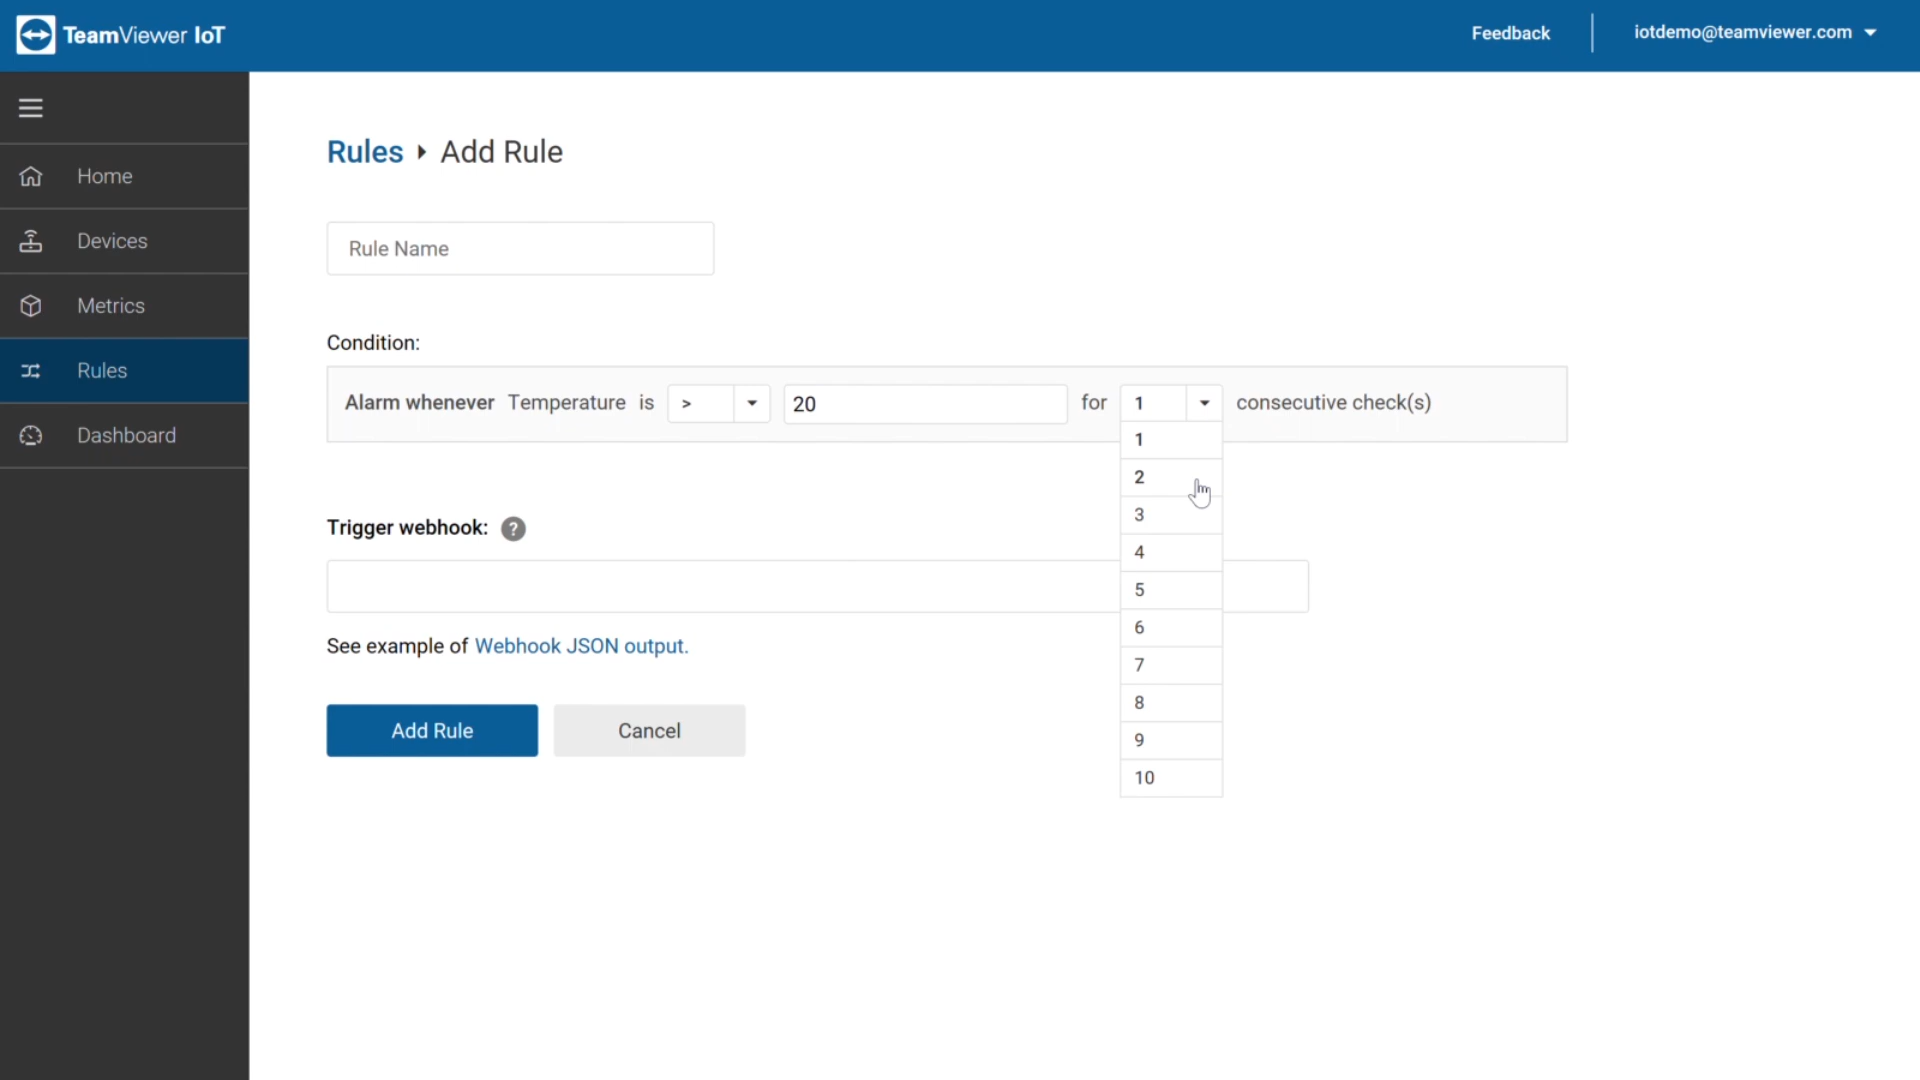 TeamViewer IoT
Feedback
iotdemo@teamviewer.com
Home
Devices
Metrics
Rules
Dashboard
Rules Add Rule
Rule Name
Condition:
Alarm whenever Temperature is > 20 for 1 consecutive check(s)
1
2
3
4
5
6
7
8
9
10
Trigger webhook: ?
See example of Webhook JSON output.
Add Rule
Cancel